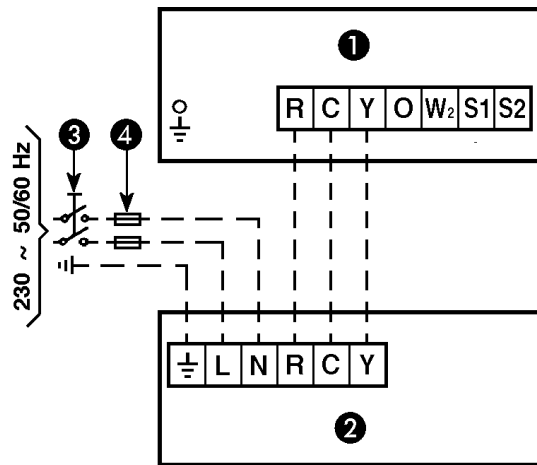 1
R C Y O W₂ S1 S2
3 4
230 ~ 50/60 Hz
L N R C Y
2